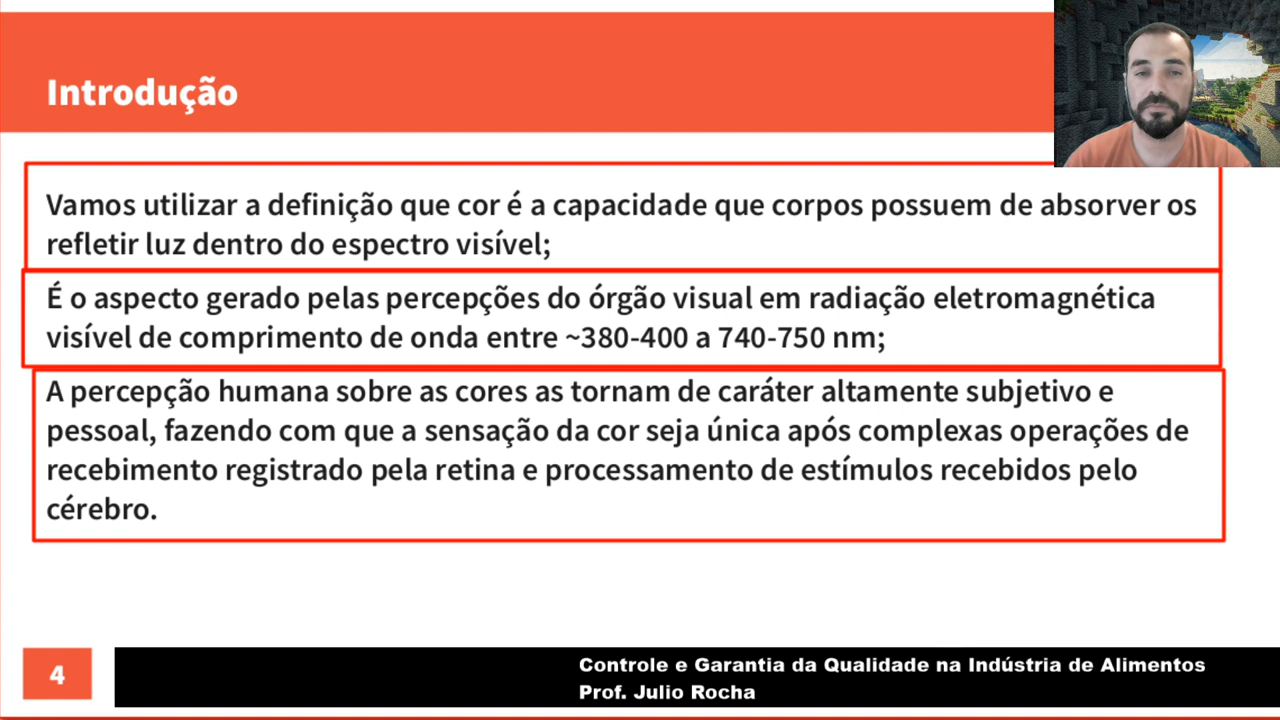 Introdução
Vamos utilizar a definição que cor é a capacidade que corpos possuem de absorver os
refletir luz dentro do espectro visível;
É o aspecto gerado pelas percepções do órgão visual em radiação eletromagnética
visível de comprimento de onda entre ~380-400 a 740-750 nm;
A percepção humana sobre as cores as tornam de caráter altamente subjetivo e
pessoal, fazendo com que a sensação da cor seja única após complexas operações de
recebimento registrado pela retina e processamento de estímulos recebidos pelo
cérebro.
4
Controle e Garantia da Qualidade na Indústria de Alimentos
Prof. Julio Rocha